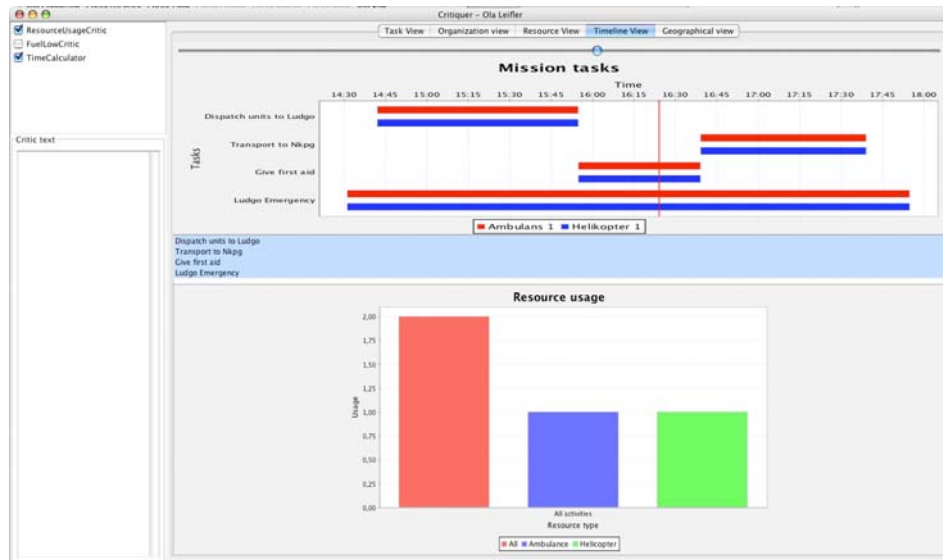 Critiquer – Ola Leifler
ResourceUsageCritic
FuelLowCritic
TimeCalculator
Critic text
Task View Organization view Resource View Timeline View Geographical view
Mission tasks
Time
14:30 14:45 15:00 15:15 15:30 15:45 16:00 16:15 16:30 16:45 17:00 17:15 17:30 17:45 18:00
Tasks
Dispatch units to Ludgo
Transport to Nkpg
Give first aid
Ludgo Emergency
Ambulans 1 Helikopter 1
Dispatch units to Ludgo
Transport to Nkpg
Give first aid
Ludgo Emergency
Resource usage
Usage
2,00
1,75
1,50
1,25
1,00
0,75
0,50
0,25
0,00
All activities
Resource type
All Ambulance Helicopter